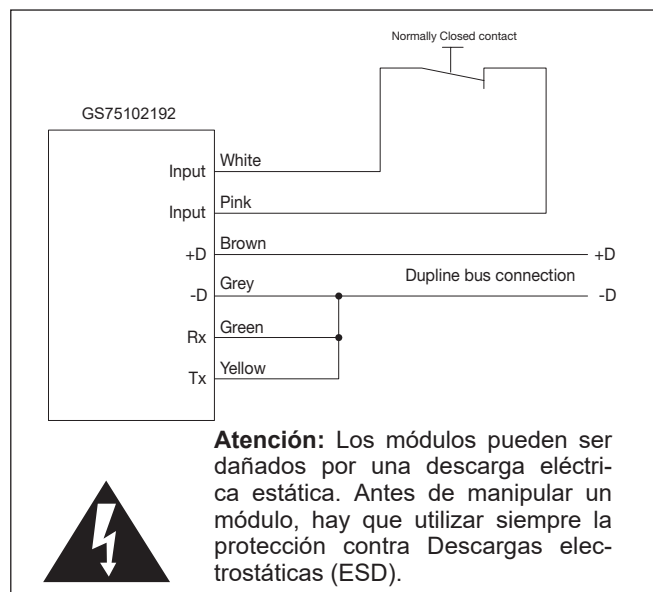 Normally Closed contact
GS75102192
Input White
Input Pink
+D Brown +D
Dupline bus connection
-D Grey -D
Rx Green
Tx Yellow
Atención: Los módulos pueden ser
dañados por una descarga eléctri-
ca estática. Antes de manipular un
módulo, hay que utilizar siempre la
protección contra Descargas elec-
trostáticas (ESD).